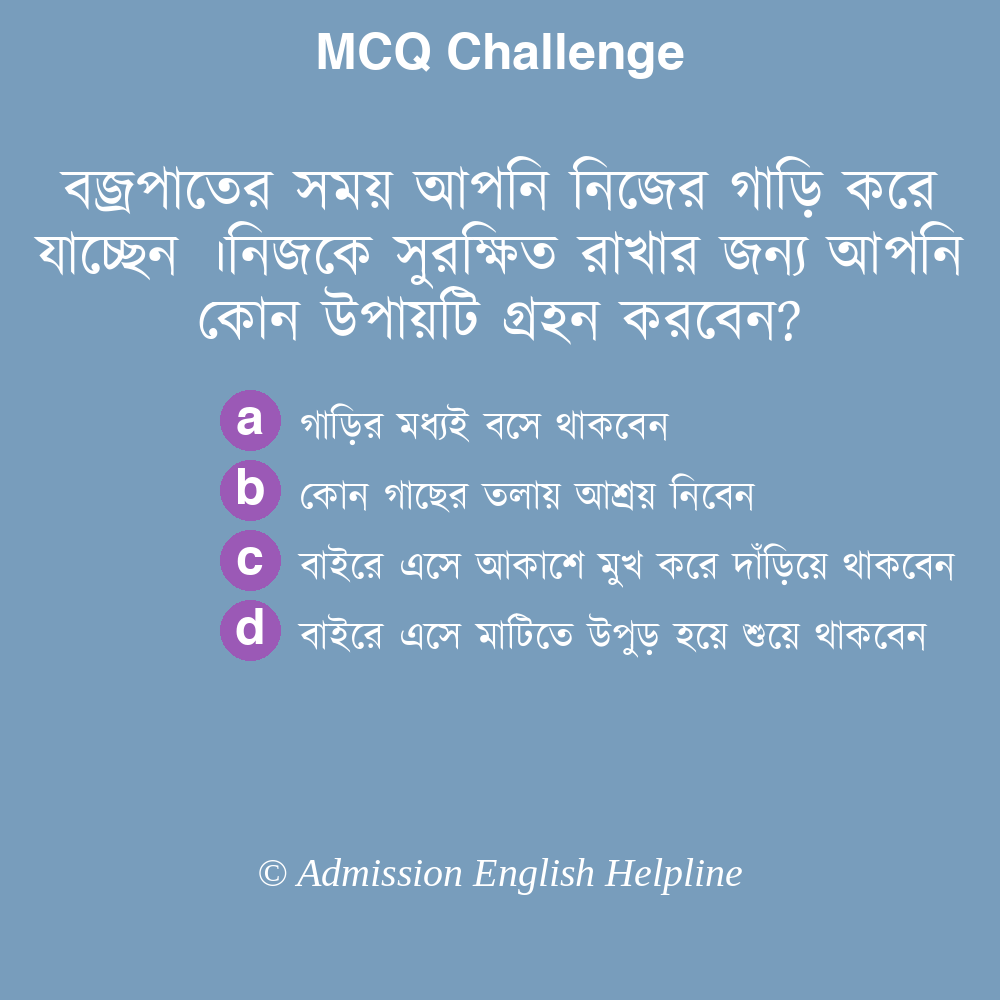 MCQ Challenge
বজ্রপাতের সময় আপনি নিজের গাড়ি করে
যাচ্ছেন ।নিজকে সুরক্ষিত রাখার জন্য আপনি
কোন উপায়টি গ্রহন করবেন?
a গাড়ির মধ্যই বসে থাকবেন
b কোন গাছের তলায় আশ্রয় নিবেন
c বাইরে এসে আকাশে মুখ করে দাঁড়িয়ে থাকবেন
d বাইরে এসে মাটিতে উপুড় হয়ে শুয়ে থাকবেন
© Admission English Helpline